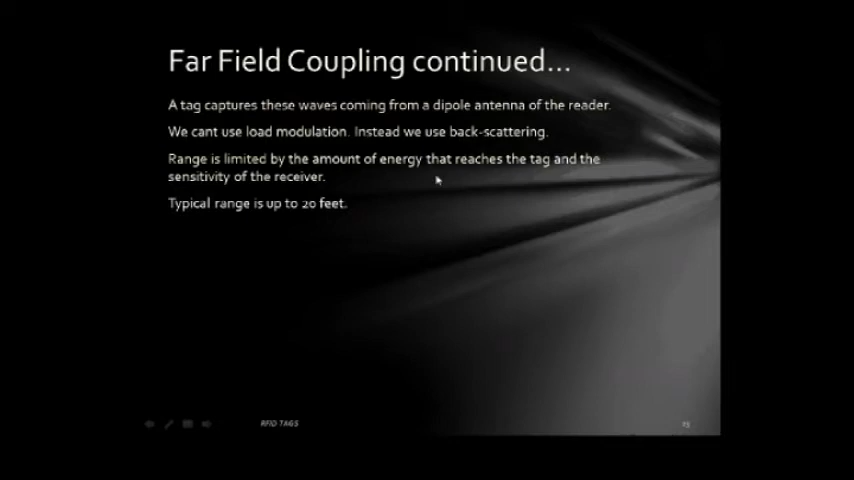 Far Field Coupling continued...
A tag captures these waves coming from a dipole antenna of the reader.
We cant use load modulation. Instead we use back-scattering.
Range is limited by the amount of energy that reaches the tag and the
sensitivity of the receiver.
Typical range is up to 20 feet.
RFID TAGS